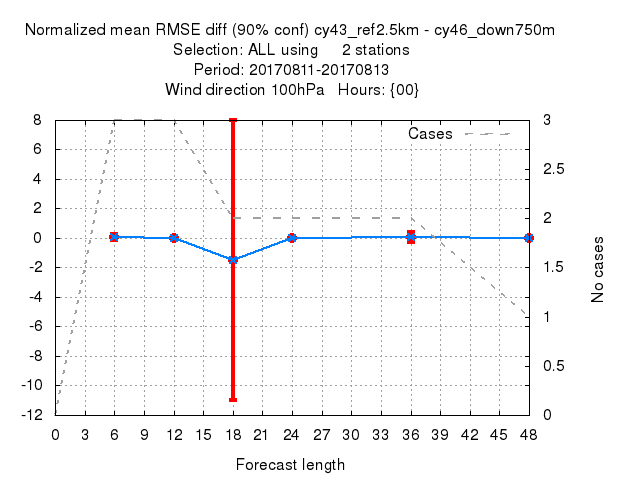 Normalized mean RMSE diff (90% conf) cy43_ref2.5km - cy46_down750m
Selection: ALL using     2 stations
Period: 20170811-20170813
Wind direction 100hPa   Hours: {00}
Cases
8
6
4
2
0
-2
-4
-6
-8
-10
-12
3
2.5
2
1.5
1
0.5
0
No cases
0 3 6 12 15 18 21 24 27 30 33 36 39 42 45 48
Forecast length